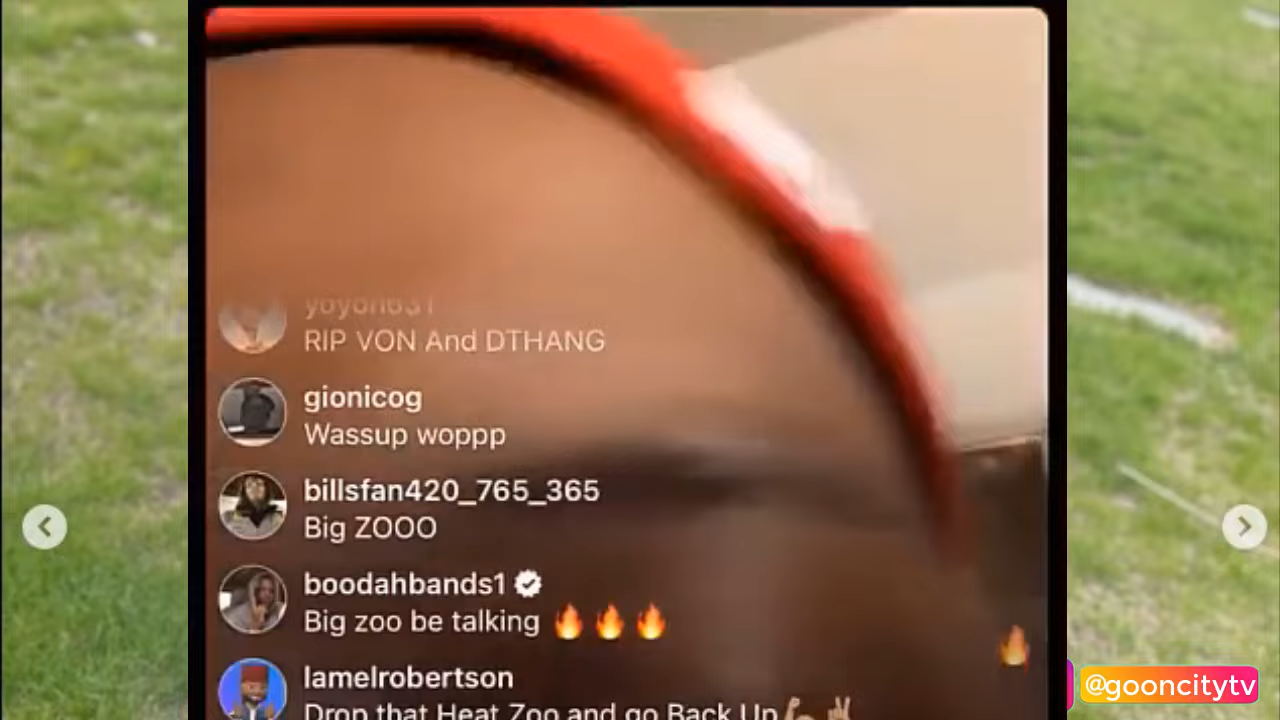 yoyon631
RIP VON And DTHANG
gionicog
Wassup woppp
billsfan420_765_365
Big ZOOO
boodahbands1
Big zoo be talking 🔥🔥🔥
lamelrobertson
Drop that Heat Zoo and go Back Up💪🏽✌🏽
@gooncitytv